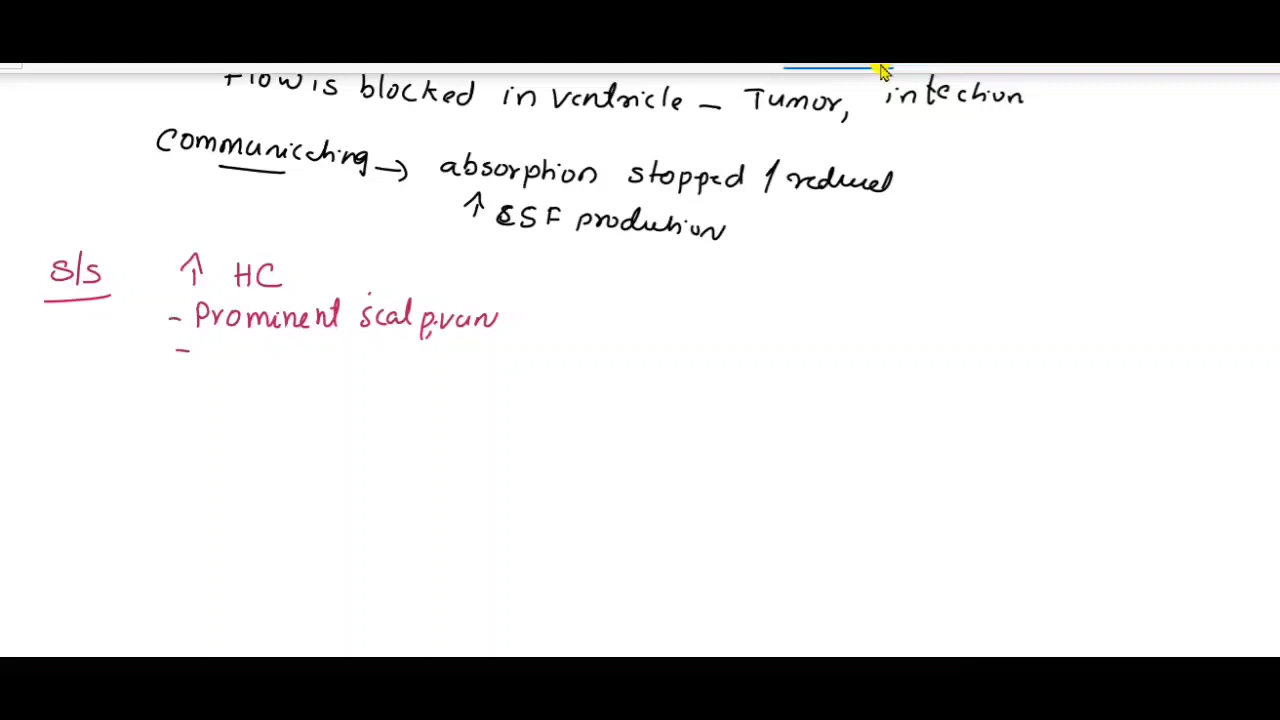 Flow is blocked in ventricle - Tumor, infection
Communicating → absorption stopped / reduced
↑ CSF production
S/s ↑ HC
- Prominent scalp vein
-